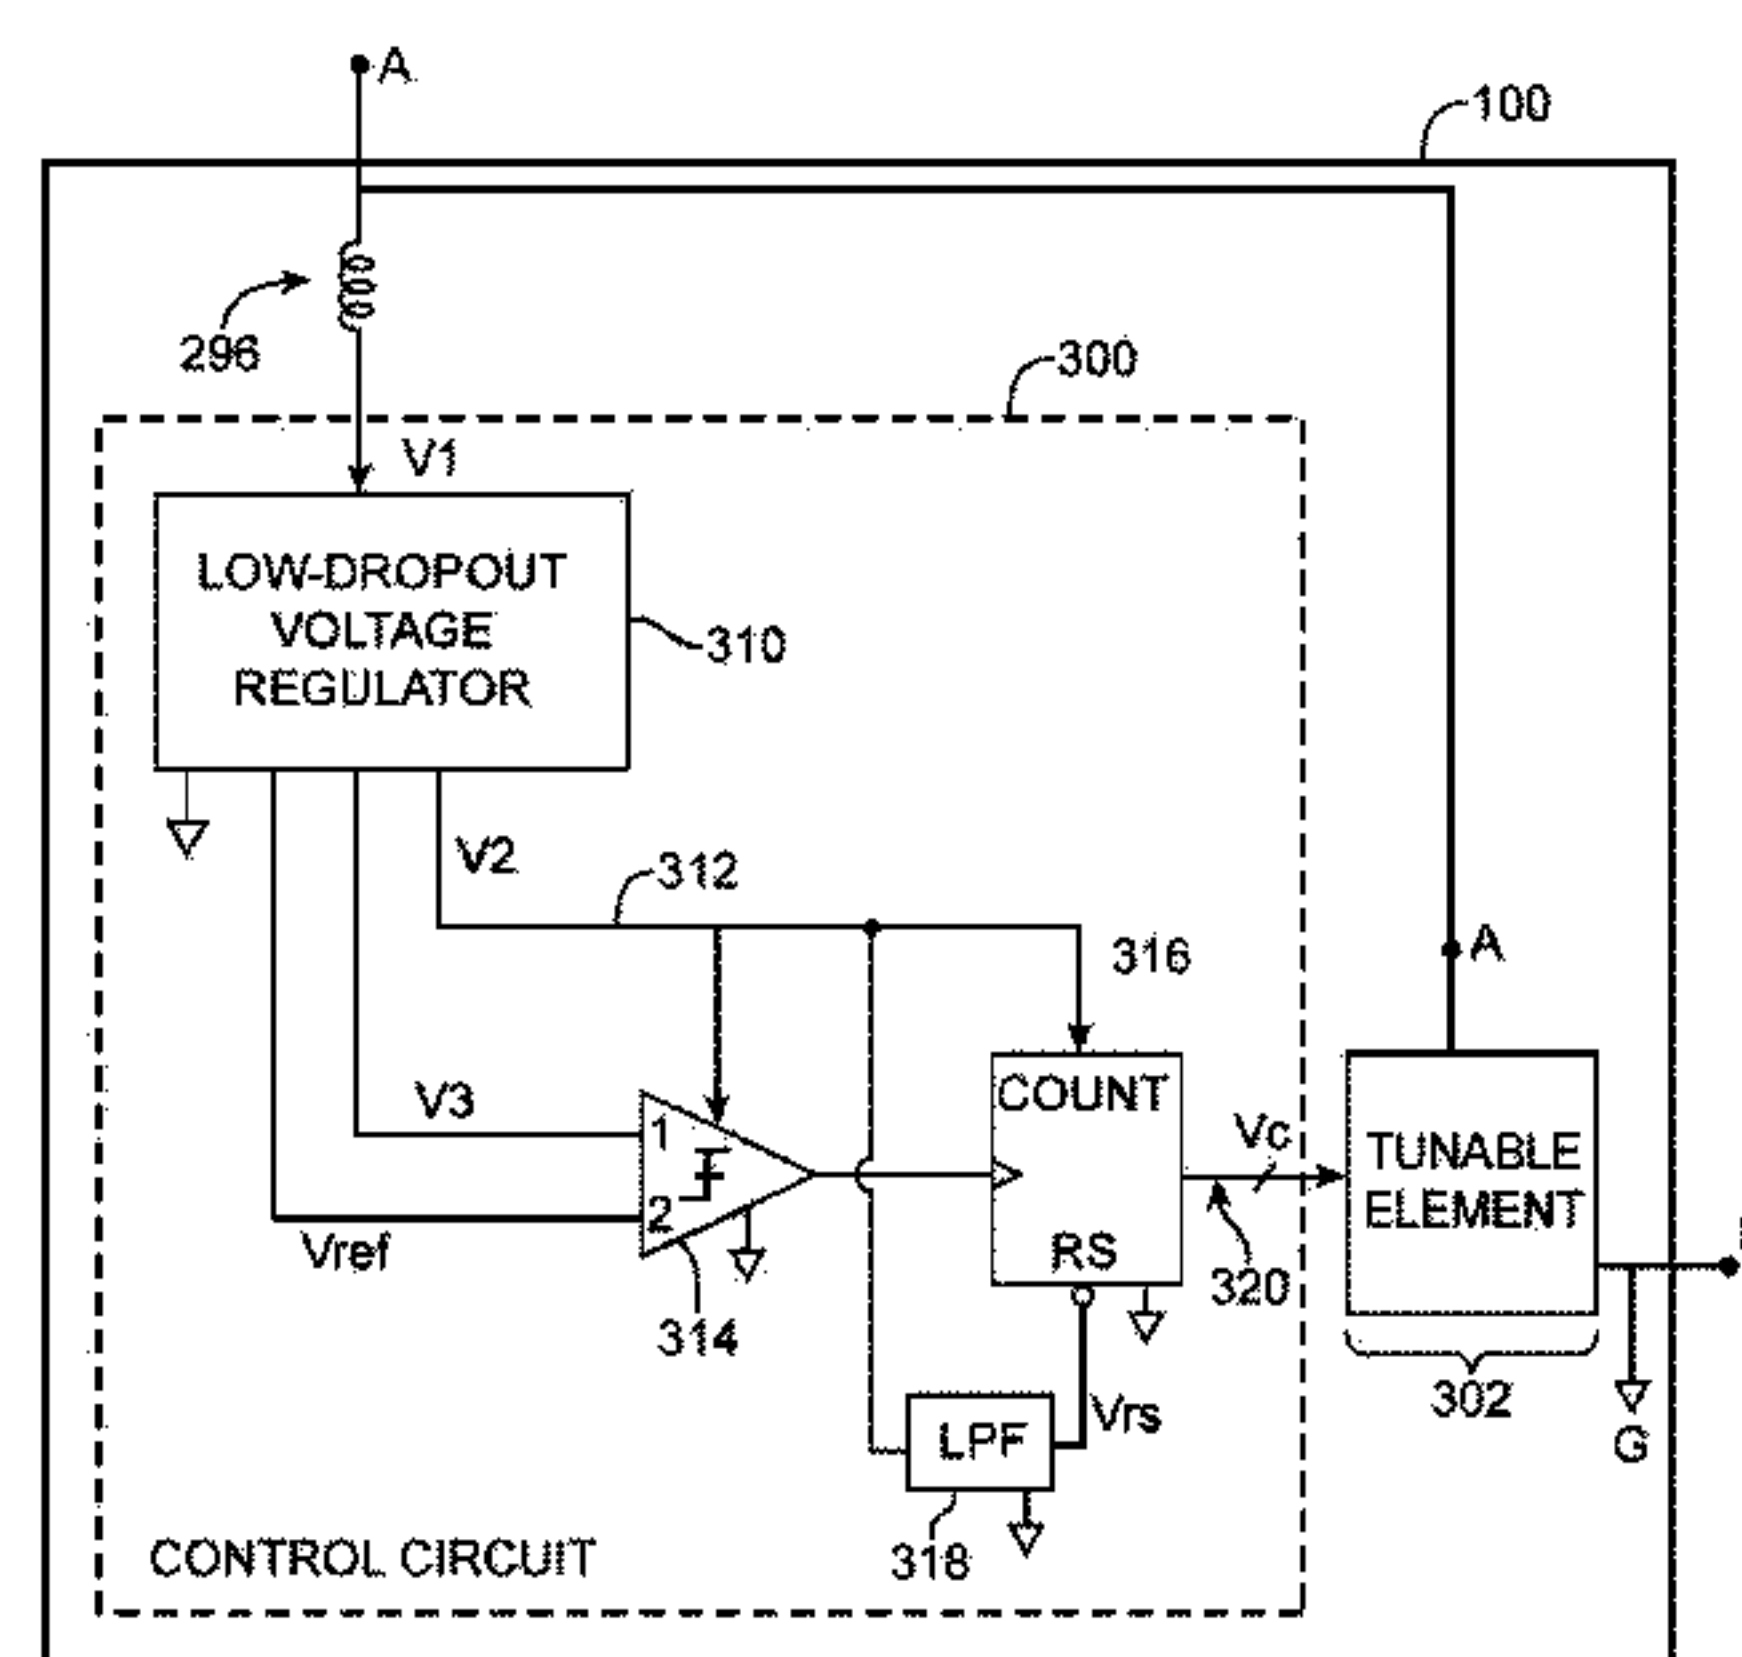 A
100
296
300
V1
LOW-DROPOUT
VOLTAGE
REGULATOR
310
V2
312
316
A
V3
1
COUNT
Vc
TUNABLE
ELEMENT
2
Vref
RS
320
314
302
Vrs
LPF
G
318
CONTROL CIRCUIT